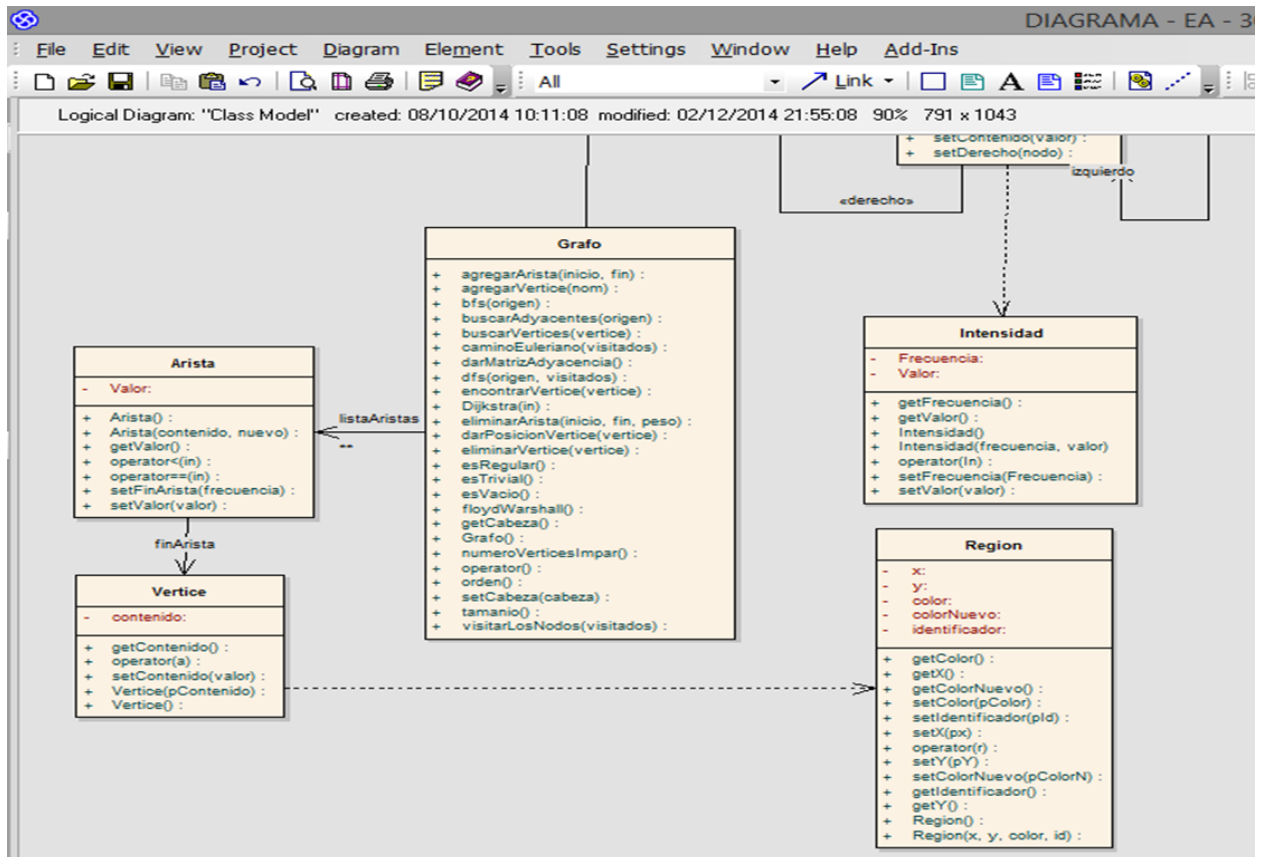 DIAGRAMA - EA - 30
File Edit View Project Diagram Element Tools Settings Window Help Add-Ins
All
Link
A
Logical Diagram: "Class Model" created: 08/10/2014 10:11:08 modified: 02/12/2014 21:55:08 90% 791 x 1043
+ setContenido(valor) :
+ setDerecho(nodo) :
izquierdo
«derecho»
Grafo
+ agregarArista(inicio, fin) :
+ agregarVertice(nom) :
+ bfs(origen) :
+ buscarAdyacentes(origen) :
+ buscarVertices(vertice) :
+ caminoEuleriano(visitados) :
+ darMatrizAdyacencia() :
+ dfs(origen, visitados) :
+ encontrarVertice(vertice) :
+ Dijkstra(in) :
+ eliminarArista(inicio, fin, peso) :
+ darPosicionVertice(vertice) :
+ eliminarVertice(vertice) :
+ esRegular() :
+ esTrivial() :
+ esVacio() :
+ floydWarshall() :
+ getCabeza() :
+ Grafo() :
+ numeroVerticesImpar() :
+ operator() :
+ orden() :
+ setCabeza(cabeza) :
+ tamanio() :
+ visitarLosNodos(visitados) :
Arista
- Valor:
+ Arista() :
+ Arista(contenido, nuevo) :
+ getValor() :
+ operator<(in) :
+ operator==(in) :
+ setFinArista(frecuencia) :
+ setValor(valor) :
listaAristas
finArista
Vertice
- contenido:
+ getContenido() :
+ operator(a) :
+ setContenido(valor) :
+ Vertice(pContenido) :
+ Vertice() :
Intensidad
- Frecuencia:
- Valor:
+ getFrecuencia() :
+ getValor() :
+ Intensidad()
+ Intensidad(frecuencia, valor)
+ operator(In) :
+ setFrecuencia(Frecuencia) :
+ setValor(valor) :
Region
- x:
- y:
- color:
- colorNuevo:
- identificador:
+ getColor() :
+ getX() :
+ getColorNuevo() :
+ setColor(pColor) :
+ setIdentificador(pId) :
+ setX(px) :
+ operator(r) :
+ setY(pY) :
+ setColorNuevo(pColorN) :
+ getIdentificador() :
+ getY() :
+ Region() :
+ Region(x, y, color, id) :